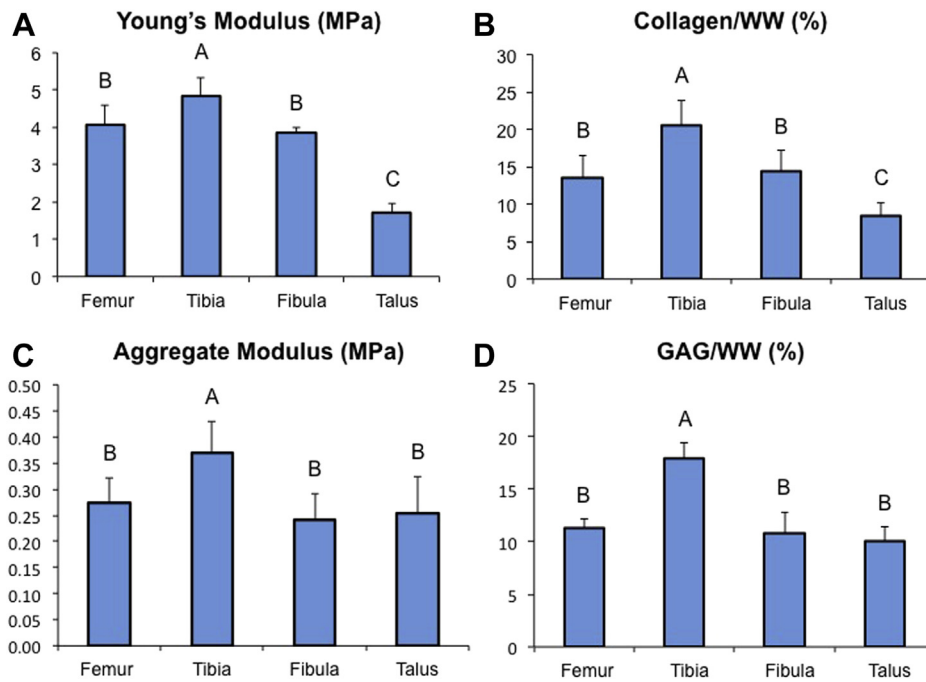 A
Young's Modulus (MPa)
6
5
4
3
2
1
0
B
A
B
C
Femur
Tibia
Fibula
Talus
B
Collagen/WW (%)
30
25
20
15
10
5
0
B
A
B
C
Femur
Tibia
Fibula
Talus
C
Aggregate Modulus (MPa)
0.50
0.45
0.40
0.35
0.30
0.25
0.20
0.15
0.10
0.05
0.00
B
A
B
B
Femur
Tibia
Fibula
Talus
D
GAG/WW (%)
25
20
15
10
5
0
B
A
B
B
Femur
Tibia
Fibula
Talus